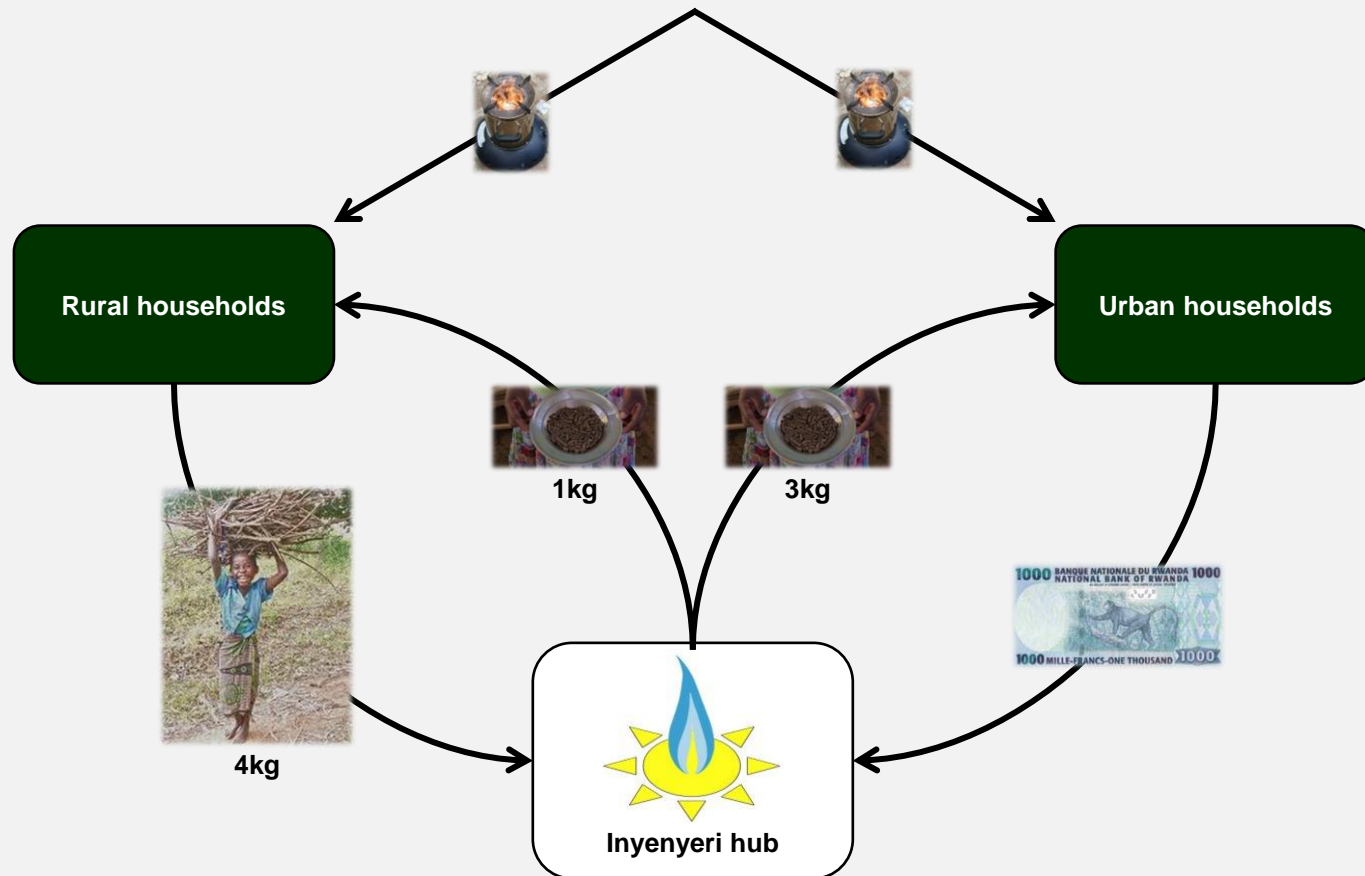 Rural households
Urban households
1kg
3kg
1000 BANQUE NATIONALE DU RWANDA 1000
NATIONAL BANK OF RWANDA
1000 MILLE-FRANCS-ONE THOUSAND 1000
4kg
Inyenyeri hub